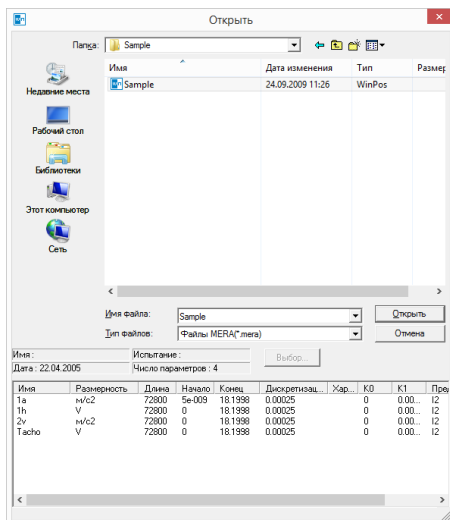 Открыть
Папка: Sample
Недавние места
Рабочий стол
Библиотеки
Этот компьютер
Сеть
Имя Дата изменения Тип Размер
Sample 24.09.2009 11:26 WinPos
Имя файла: Sample Открыть
Тип файлов: Файлы MERA(*.mera) Отмена
Имя : Испытание : Выбор...
Дата : 22.04.2005 Число параметров : 4
Имя Размерность Длина Начало Конец Дискретизац... Хар... К0 К1 Пред
1a м/с2 72800 5e-009 18.1998 0.00025 0 0.00... I2
1h V 72800 0 18.1998 0.00025 0 0.00... I2
2v м/с2 72800 0 18.1998 0.00025 0 0.00... I2
Tacho V 72800 0 18.1998 0.00025 0 0.00... I2